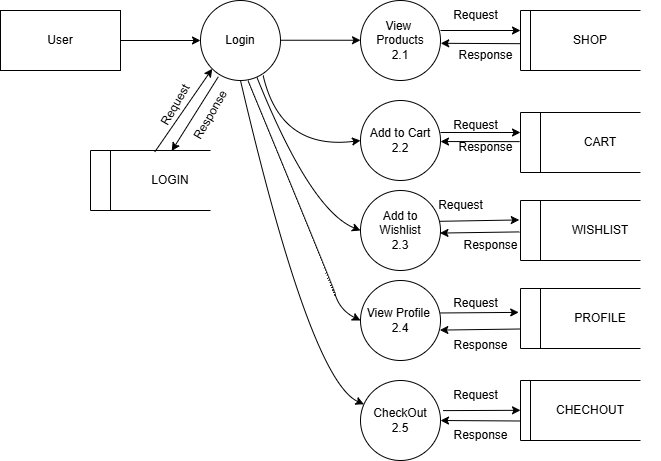 User
Login
Request
Response
LOGIN
View
Products
2.1
Request
Response
SHOP
Add to Cart
2.2
Request
Response
CART
Add to
Wishlist
2.3
Request
Response
WISHLIST
View Profile
2.4
Request
Response
PROFILE
CheckOut
2.5
Request
Response
CHECHOUT